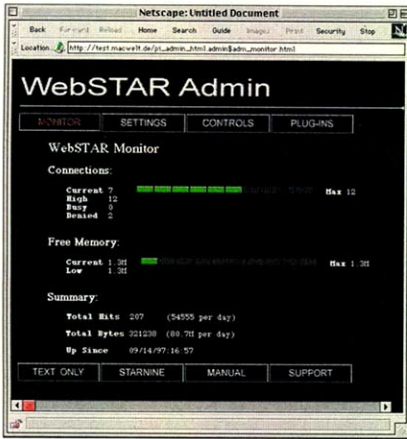 Netscape: Untitled Document
Back Forward Reload Home Search Guide Images Print Security Stop
Location: http://test.macwelt.de/pi_admin_html.admin$adm_monitor.html
WebSTAR Admin
MONITOR SETTINGS CONTROLS PLUG-INS
WebSTAR Monitor
Connections:
Current 7 Max 12
High 12
Busy 0
Denied 2
Free Memory:
Current 1.3M Max 1.3M
Low 1.3M
Summary:
Total Hits 207 (54555 per day)
Total Bytes 321238 (80.7M per day)
Up Since 09/14/97:16:57
TEXT ONLY STARNINE MANUAL SUPPORT